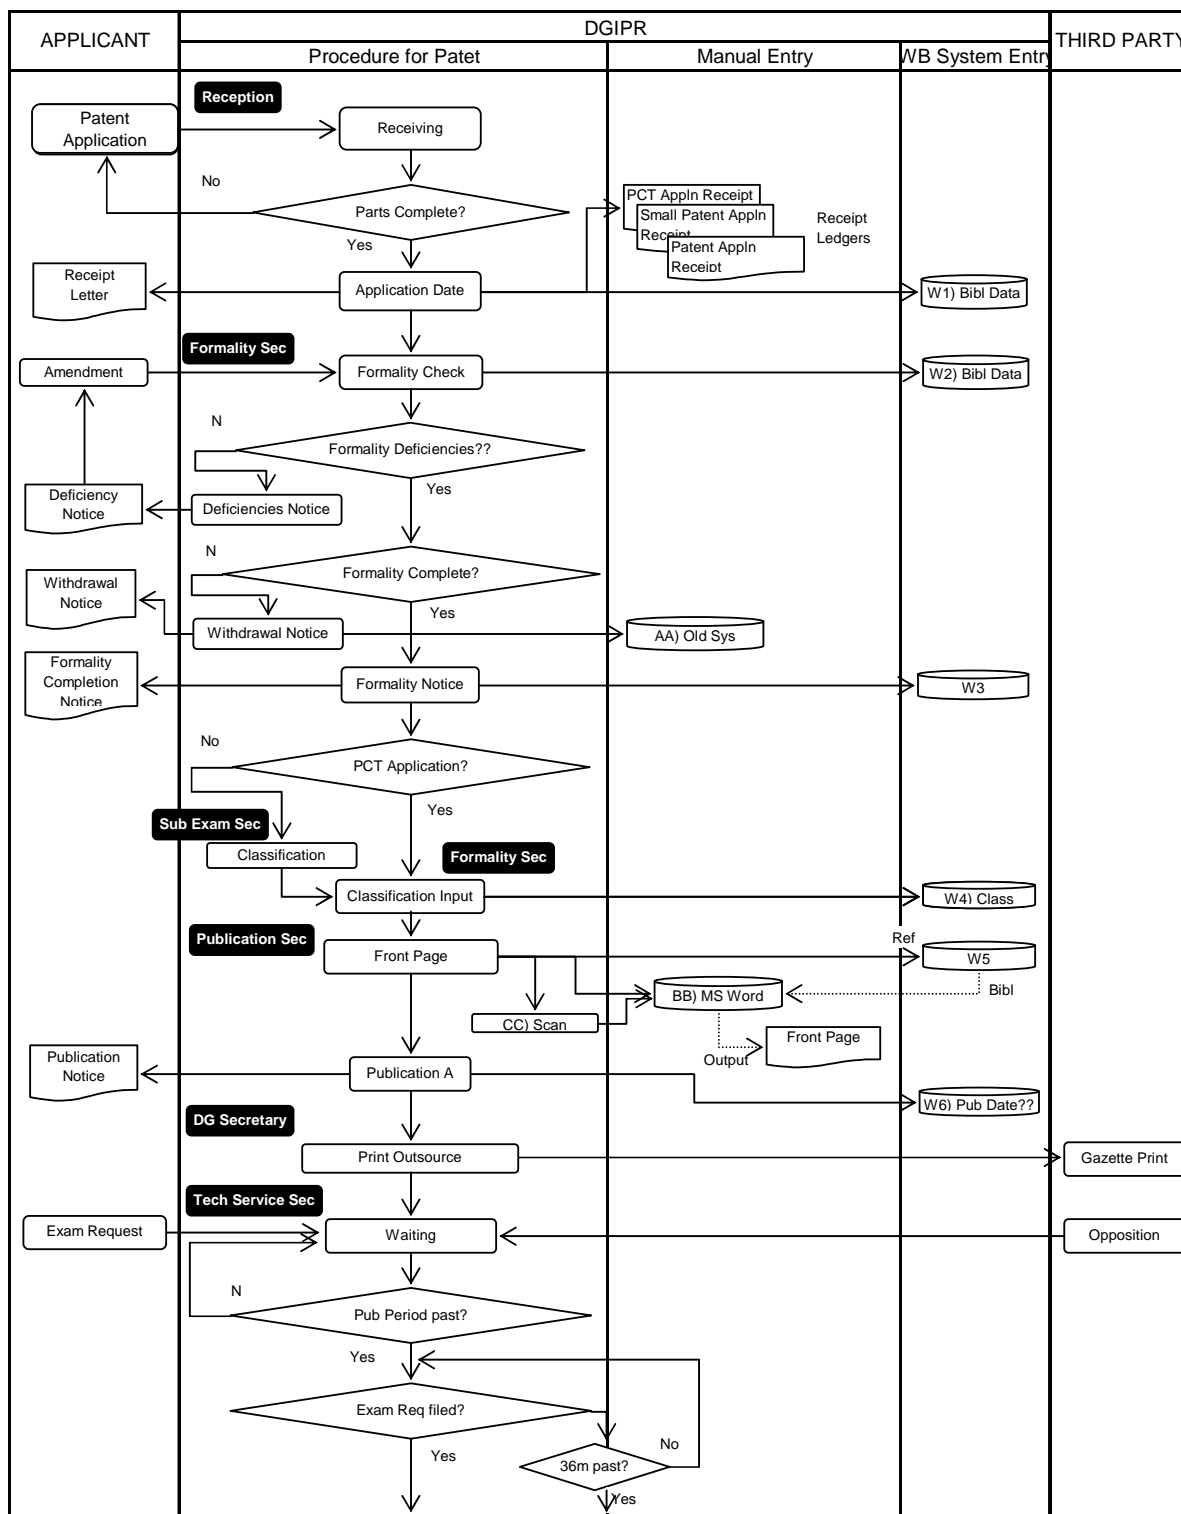 APPLICANT
DGIPR
THIRD PARTY
Procedure for Patet
Manual Entry
WB System Entry
Reception
Patent
Application
Receiving
No
Parts Complete?
Yes
PCT Appln Receipt
Small Patent Appln
Receipt
Patent Appln
Receipt
Receipt
Ledgers
Receipt
Letter
Application Date
W1) Bibl Data
Formality Sec
Amendment
Formality Check
W2) Bibl Data
N
Formality Deficiencies??
Yes
Deficiency
Notice
Deficiencies Notice
N
Formality Complete?
Yes
Withdrawal
Notice
Withdrawal Notice
AA) Old Sys
Formality
Completion
Notice
Formality Notice
W3
No
PCT Application?
Yes
Sub Exam Sec
Classification
Formality Sec
Classification Input
W4) Class
Publication Sec
Front Page
Ref
W5
BB) MS Word
Bibl
CC) Scan
Output
Front Page
Publication
Notice
Publication A
W6) Pub Date??
DG Secretary
Print Outsource
Gazette Print
Tech Service Sec
Exam Request
Waiting
Opposition
N
Pub Period past?
Yes
Exam Req filed?
Yes
No
36m past?
Yes